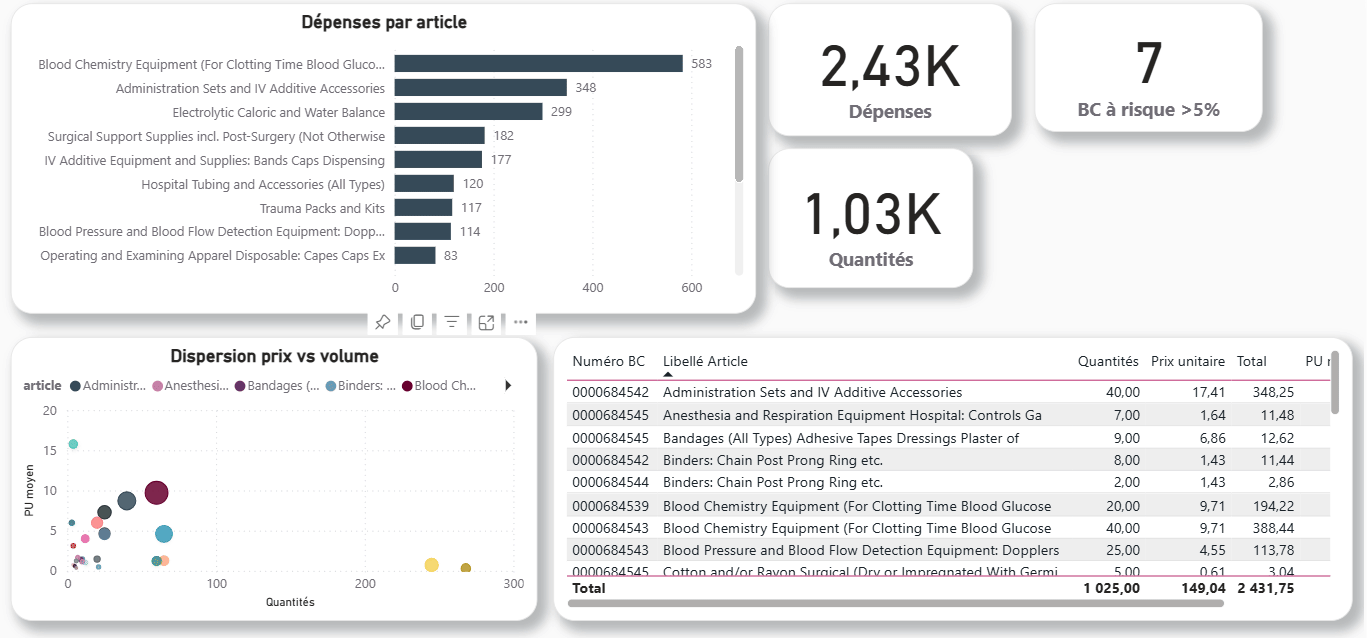 Dépenses par article
Blood Chemistry Equipment (For Clotting Time Blood Gluco... 583
Administration Sets and IV Additive Accessories 348
Electrolytic Caloric and Water Balance 299
Surgical Support Supplies incl. Post-Surgery (Not Otherwise 182
IV Additive Equipment and Supplies: Bands Caps Dispensing 177
Hospital Tubing and Accessories (All Types) 120
Trauma Packs and Kits 117
Blood Pressure and Blood Flow Detection Equipment: Dopp... 114
Operating and Examining Apparel Disposable: Capes Caps Ex 83
0 200 400 600
2,43K
Dépenses
7
BC à risque >5%
1,03K
Quantités
Dispersion prix vs volume
article Administr... Anesthesi... Bandages (... Binders: ... Blood Ch...
PU moyen
20
15
10
5
0
0 100 200 300
Quantités
Numéro BC Libellé Article Quantités Prix unitaire Total PU
0000684542 Administration Sets and IV Additive Accessories 40,00 17,41 348,25
0000684545 Anesthesia and Respiration Equipment Hospital: Controls Ga 7,00 1,64 11,48
0000684545 Bandages (All Types) Adhesive Tapes Dressings Plaster of 9,00 6,86 12,62
0000684542 Binders: Chain Post Prong Ring etc. 8,00 1,43 11,44
0000684544 Binders: Chain Post Prong Ring etc. 2,00 1,43 2,86
0000684539 Blood Chemistry Equipment (For Clotting Time Blood Glucose 20,00 9,71 194,22
0000684543 Blood Chemistry Equipment (For Clotting Time Blood Glucose 40,00 9,71 388,44
0000684543 Blood Pressure and Blood Flow Detection Equipment: Dopplers 25,00 4,55 113,78
0000684545 Cotton and/or Rayon Surgical (Dry or Impregnated With Germi 5,00 0,61 3,04
Total 1 025,00 149,04 2 431,75